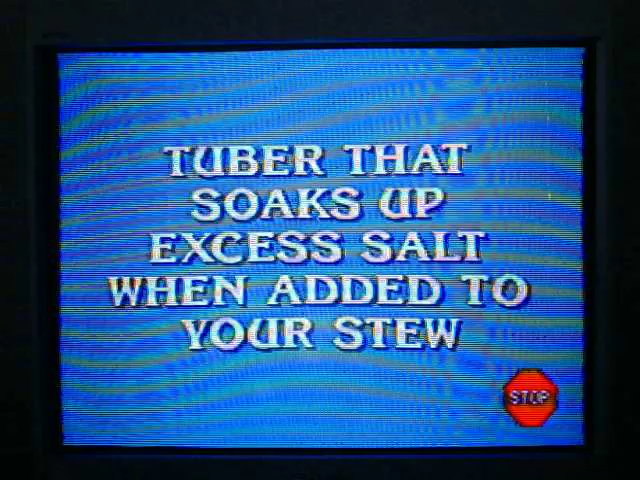 TUBER THAT
SOAKS UP
EXCESS SALT
WHEN ADDED TO
YOUR STEW
STOP